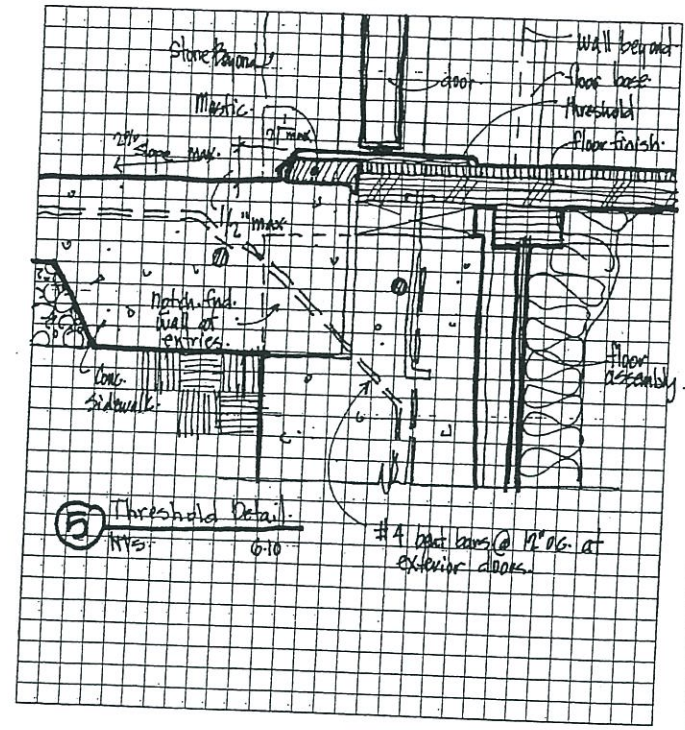 wall beyond
Stone Beyond
door
floor base
threshold
Mastic
1/2" max
floor finish.
2% Slope max.
1/2" max
notch fnd.
wall at
entries.
Conc.
Sidewalk.
floor
assembly.
5 Threshold Detail.
NTS. 6.10
#4 bent bars @ 12" OC. at
exterior doors.